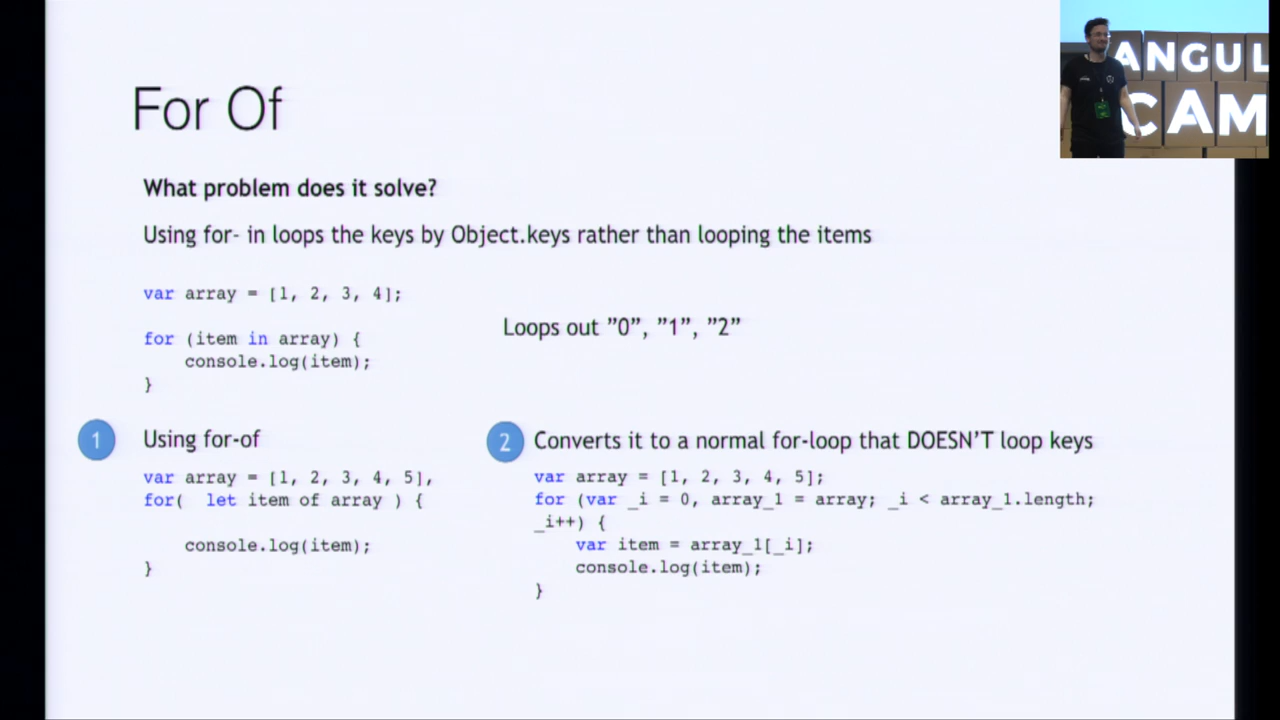 For Of
What problem does it solve?
Using for- in loops the keys by Object.keys rather than looping the items
var array = [1, 2, 3, 4];
for (item in array) {
    console.log(item);
}
Loops out ”0”, ”1”, ”2”
1 Using for-of
var array = [1, 2, 3, 4, 5],
for(  let item of array ) {
    console.log(item);
}
2 Converts it to a normal for-loop that DOESN’T loop keys
var array = [1, 2, 3, 4, 5];
for (var _i = 0, array_1 = array; _i < array_1.length;
_i++) {
    var item = array_1[_i];
    console.log(item);
}
ANGUL
CAM